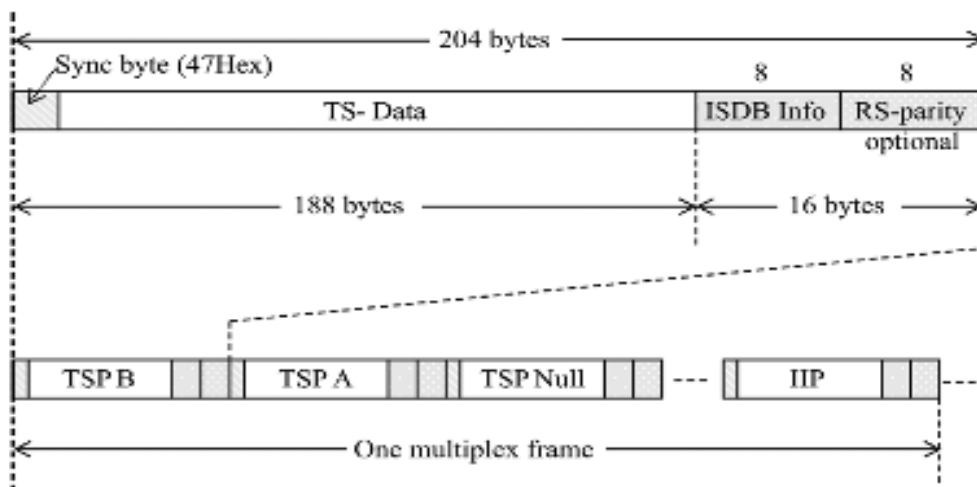 204 bytes
Sync byte (47Hex)
8 8
TS- Data ISDB Info RS-parity
optional
188 bytes 16 bytes
TSP B TSP A TSP Null IIP
One multiplex frame